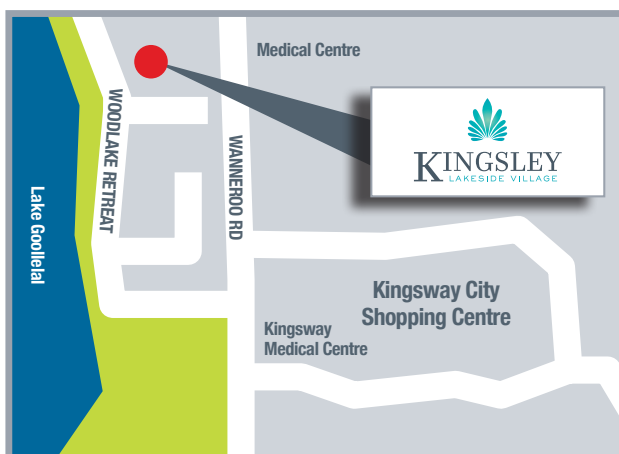 Medical Centre
WOODLAKE RETREAT
WANNEROO RD
KINGSLEY
LAKESIDE VILLAGE
Lake Goollelal
Kingsway City
Shopping Centre
Kingsway
Medical Centre